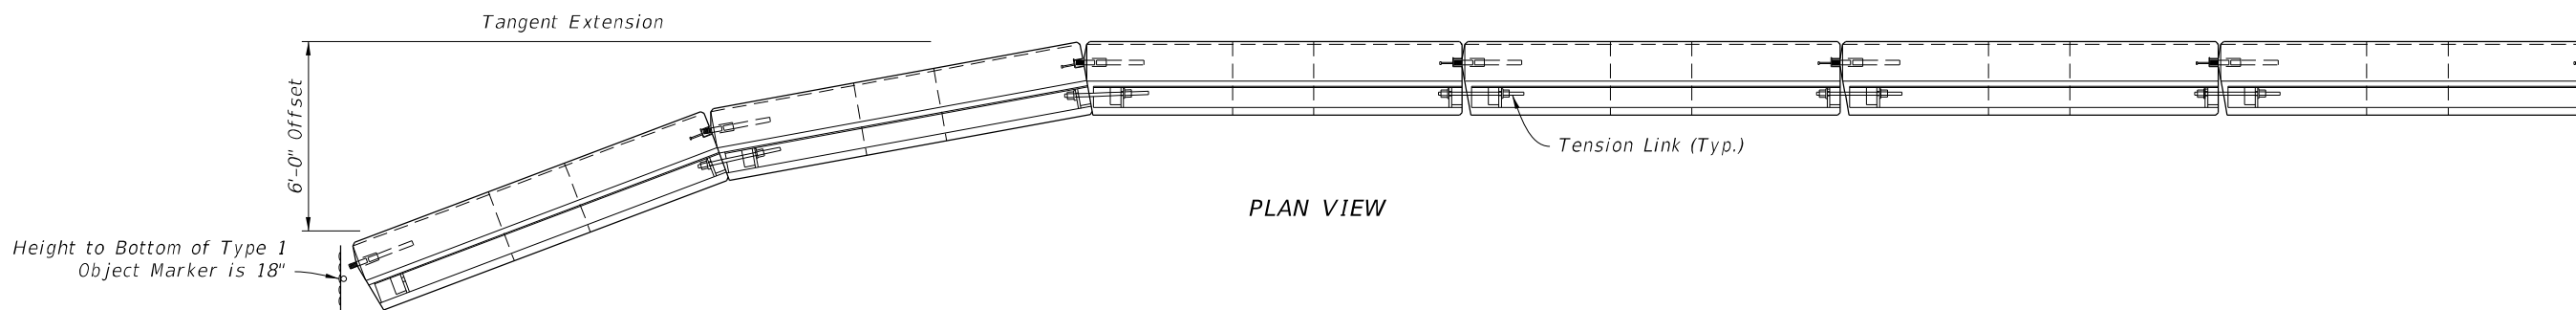 Tangent Extension
6'-0" Offset
Tension Link (Typ.)
PLAN VIEW
Height to Bottom of Type 1
Object Marker is 18"